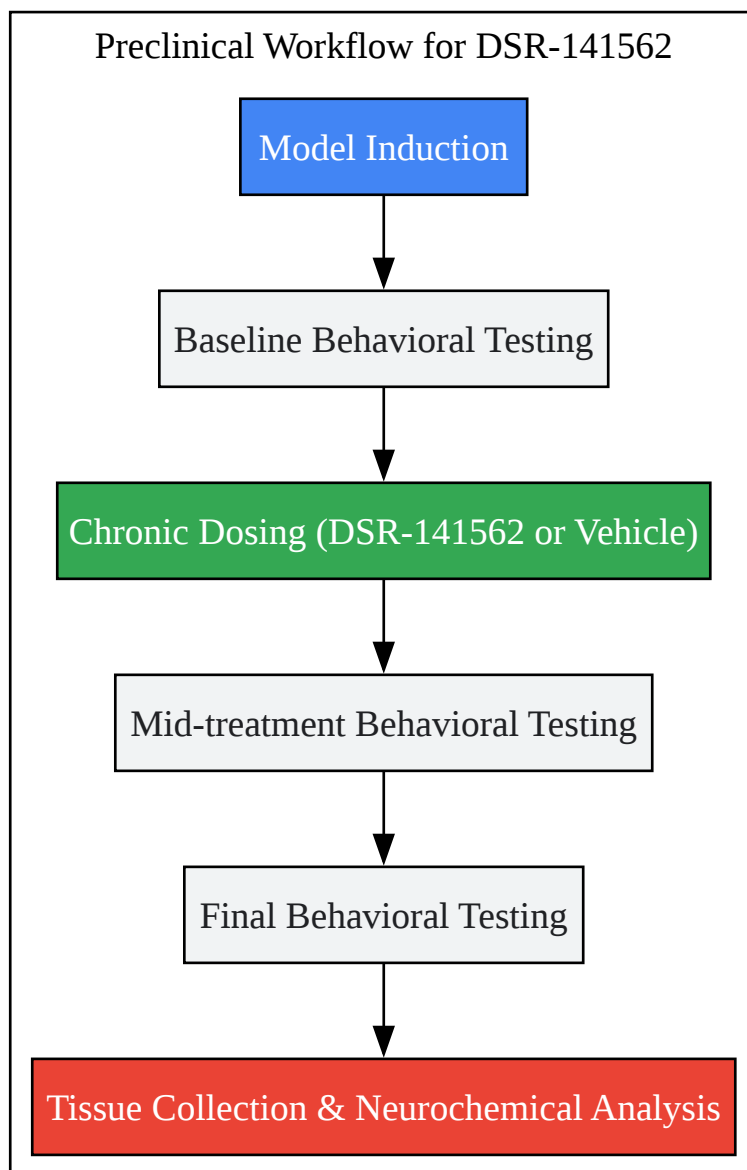 Preclinical Workflow for DSR-141562
Model Induction
Baseline Behavioral Testing
Chronic Dosing (DSR-141562 or Vehicle)
Mid-treatment Behavioral Testing
Final Behavioral Testing
Tissue Collection & Neurochemical Analysis